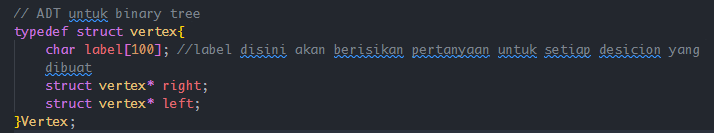 // ADT untuk binary tree
typedef struct vertex{
char label[100]; //label disini akan berisikan pertanyaan untuk setiap desicion yang
dibuat
struct vertex* right;
struct vertex* left;
}Vertex;